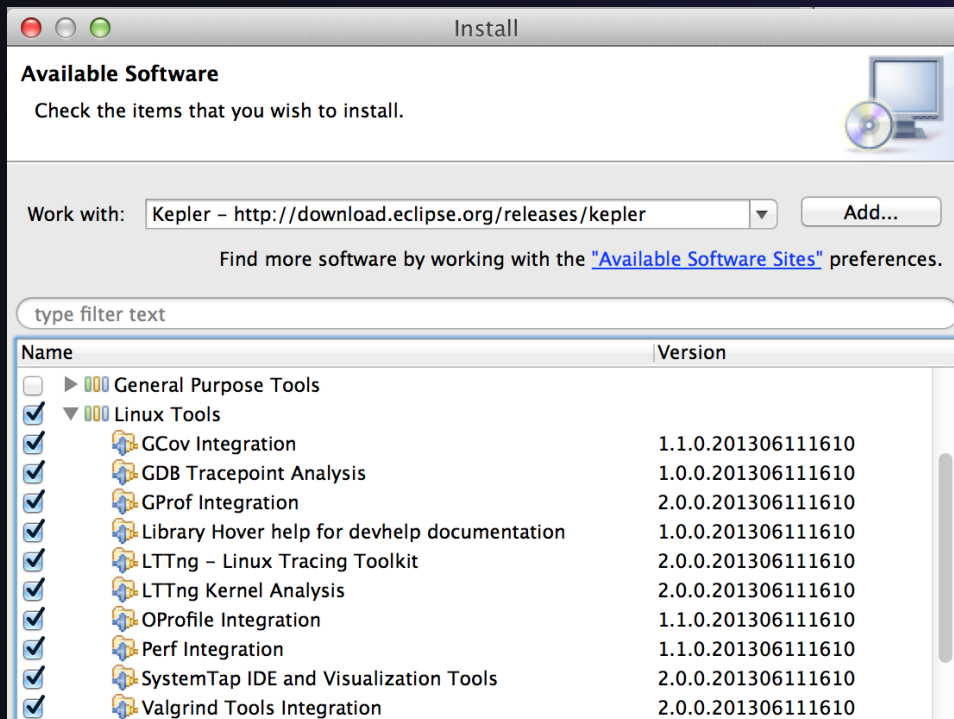 Install
Available Software
Check the items that you wish to install.
Work with: Kepler – http://download.eclipse.org/releases/kepler Add...
Find more software by working with the "Available Software Sites" preferences.
type filter text
Name Version
General Purpose Tools
Linux Tools
GCov Integration 1.1.0.201306111610
GDB Tracepoint Analysis 1.0.0.201306111610
GProf Integration 2.0.0.201306111610
Library Hover help for devhelp documentation 1.0.0.201306111610
LTTng – Linux Tracing Toolkit 2.0.0.201306111610
LTTng Kernel Analysis 2.0.0.201306111610
OProfile Integration 1.1.0.201306111610
Perf Integration 1.1.0.201306111610
SystemTap IDE and Visualization Tools 2.0.0.201306111610
Valgrind Tools Integration 2.0.0.201306111610